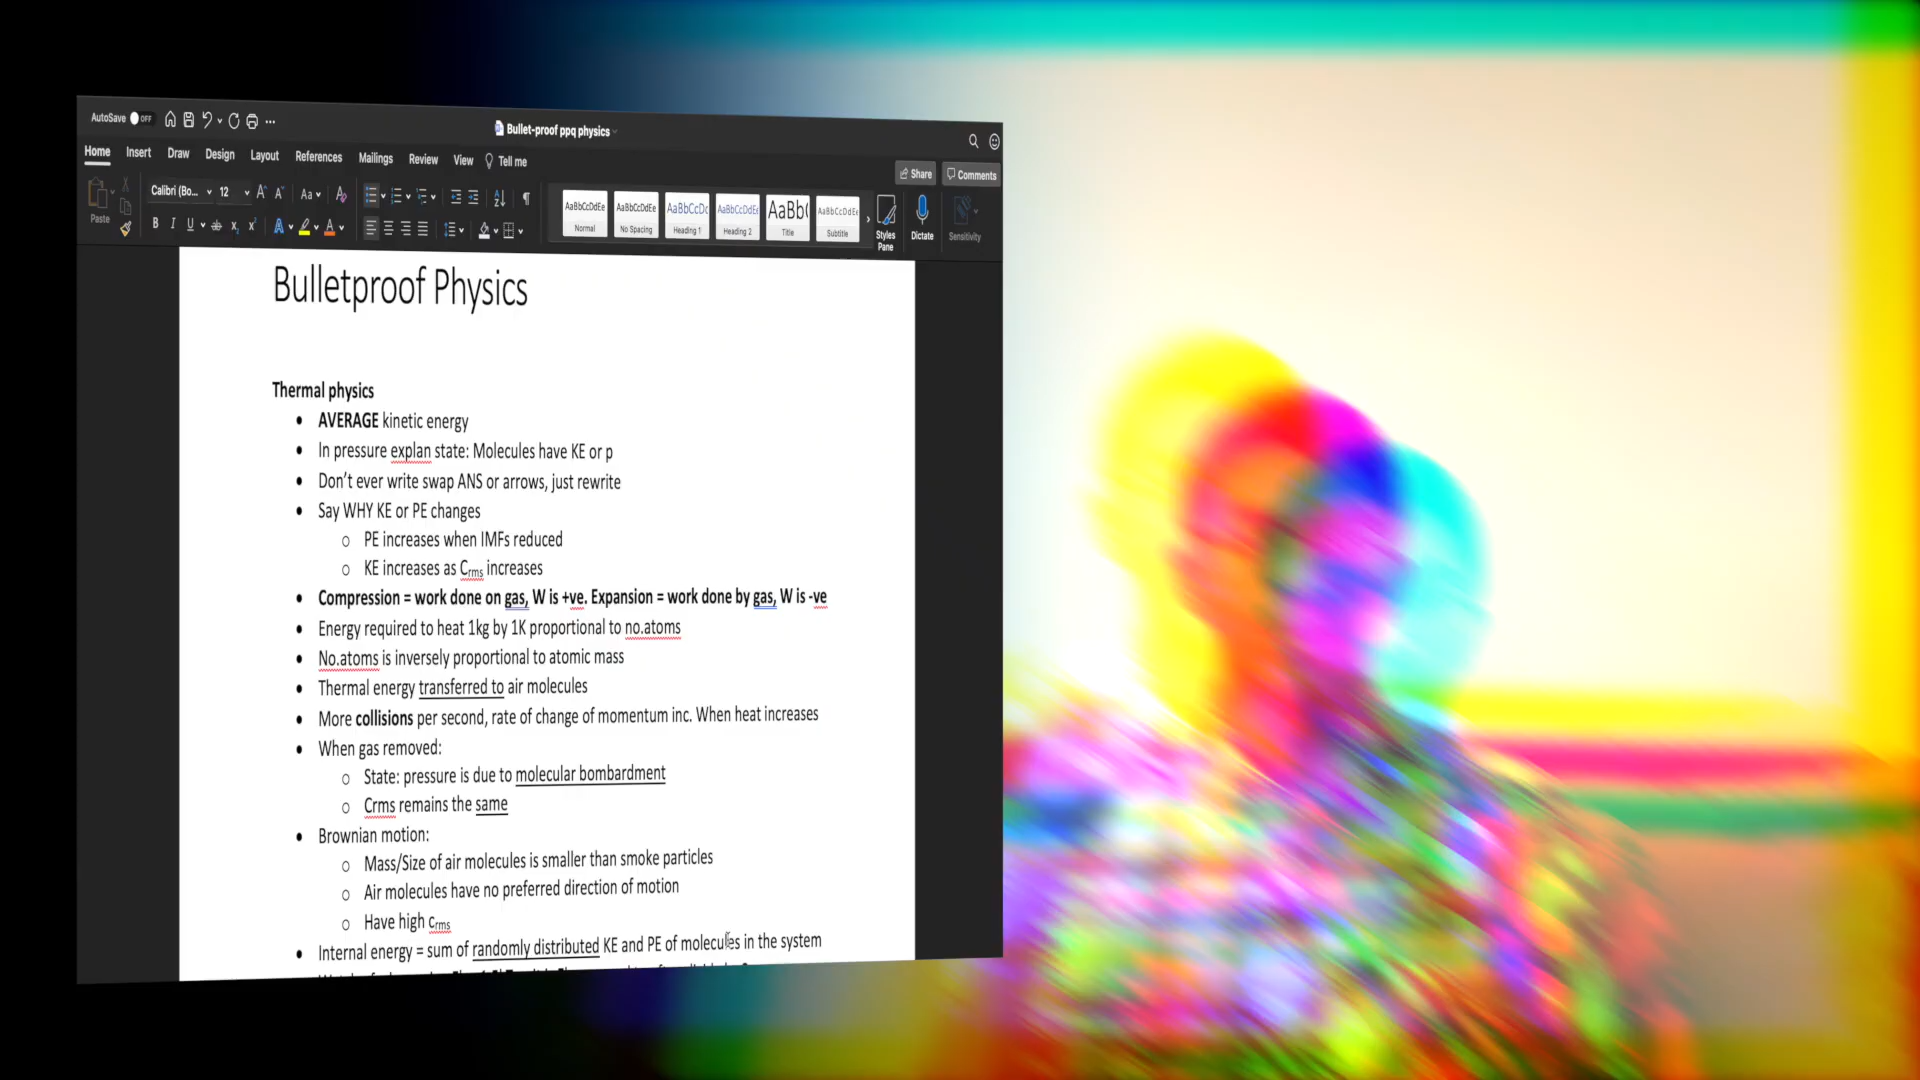 AutoSave OFF
Bullet-proof ppq physics
Home Insert Draw Design Layout References Mailings Review View Tell me
Share Comments
Paste
Calibri (Bo... 12
Aa
B I U ab x x² A A
AaBbCcDdEe AaBbCcDdEe AaBbCcDc AaBbCcDdEe AaBb( AaBbCcDdEe
Normal No Spacing Heading 1 Heading 2 Title Subtitle
Styles Pane
Dictate
Sensitivity
Bulletproof Physics
Thermal physics
• AVERAGE kinetic energy
• In pressure explan state: Molecules have KE or p
• Don't ever write swap ANS or arrows, just rewrite
• Say WHY KE or PE changes
o PE increases when IMFs reduced
o KE increases as Crms increases
• Compression = work done on gas, W is +ve. Expansion = work done by gas, W is -ve
• Energy required to heat 1kg by 1K proportional to no.atoms
• No.atoms is inversely proportional to atomic mass
• Thermal energy transferred to air molecules
• More collisions per second, rate of change of momentum inc. When heat increases
• When gas removed:
o State: pressure is due to molecular bombardment
o Crms remains the same
• Brownian motion:
o Mass/Size of air molecules is smaller than smoke particles
o Air molecules have no preferred direction of motion
o Have high crms
• Internal energy = sum of randomly distributed KE and PE of molecules in the system